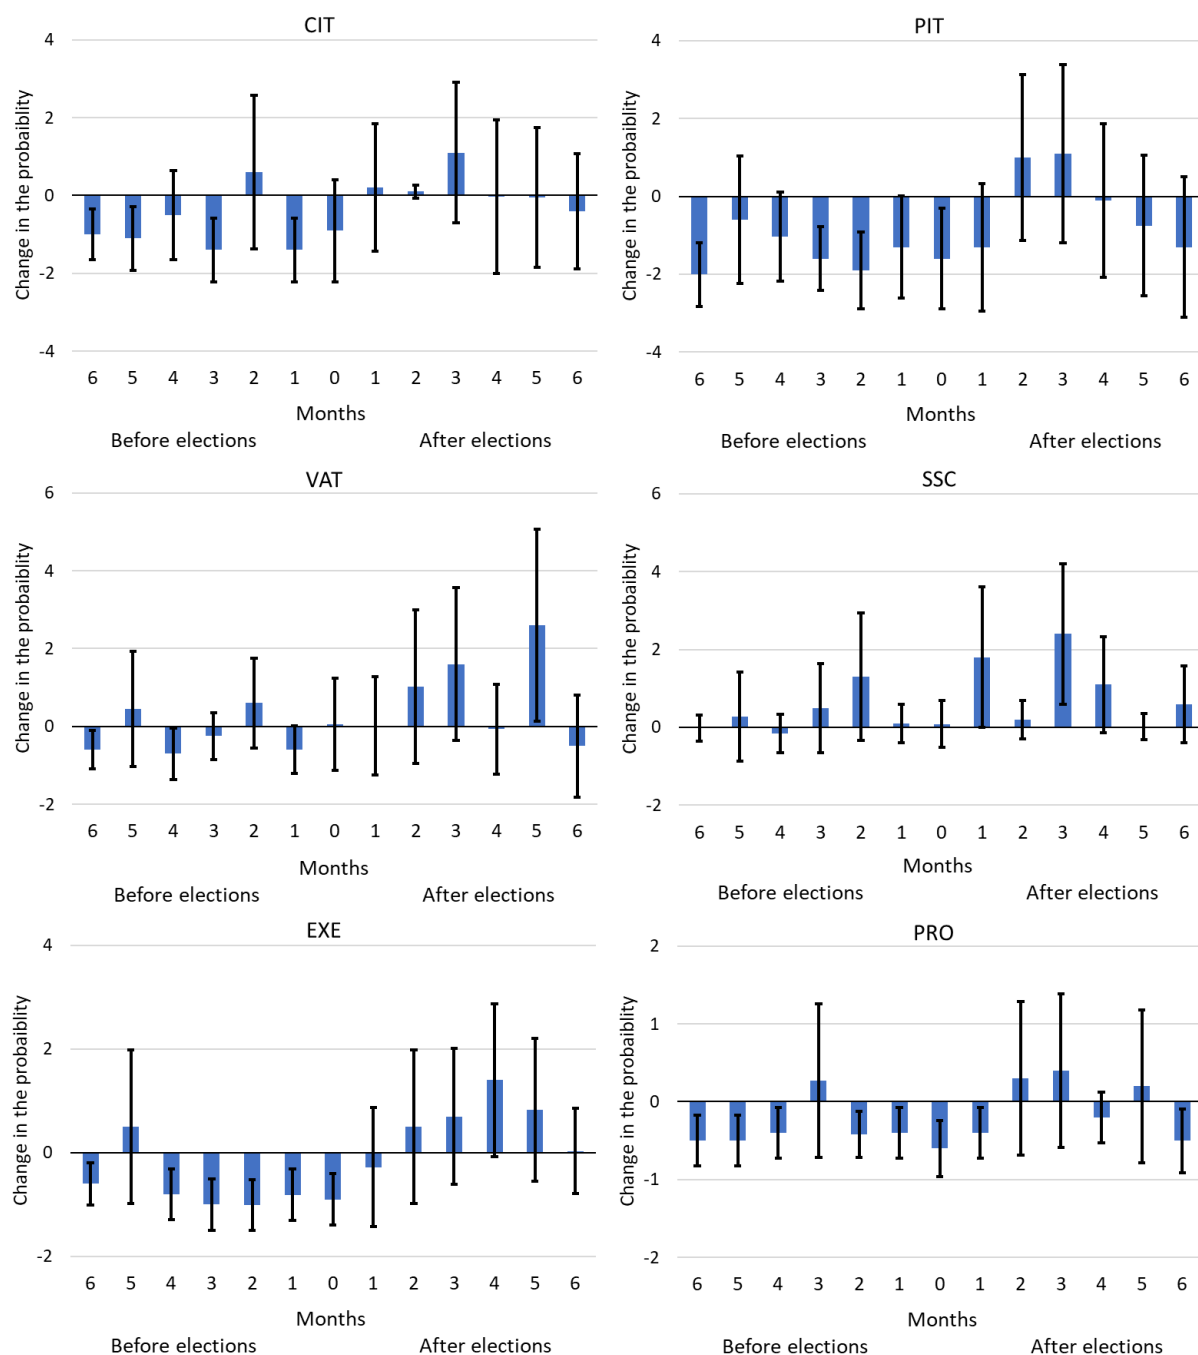 CIT
Change in the probaiblity
4
2
0
-2
-4
6 5 4 3 2 1 0 1 2 3 4 5 6
Months
Before elections After elections
PIT
Change in the probaiblity
4
2
0
-2
-4
6 5 4 3 2 1 0 1 2 3 4 5 6
Months
Before elections After elections
VAT
Change in the probaiblity
6
4
2
0
-2
6 5 4 3 2 1 0 1 2 3 4 5 6
Months
Before elections After elections
SSC
Change in the probaiblity
6
4
2
0
-2
6 5 4 3 2 1 0 1 2 3 4 5 6
Months
Before elections After elections
EXE
Change in the probaiblity
4
2
0
-2
6 5 4 3 2 1 0 1 2 3 4 5 6
Months
Before elections After elections
PRO
Change in the probaiblity
2
1
0
-1
-2
6 5 4 3 2 1 0 1 2 3 4 5 6
Months
Before elections After elections